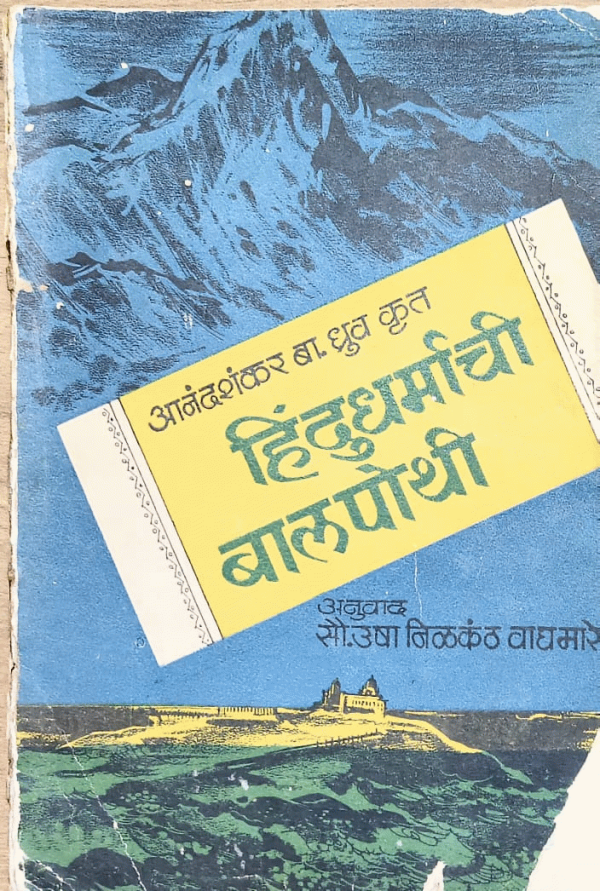 आनंदशंकर बा. ध्रुव कृत
हिंदुधर्माची
बालपोथी
अनुवाद
सौ. उषा निळकंठ वाघमारे